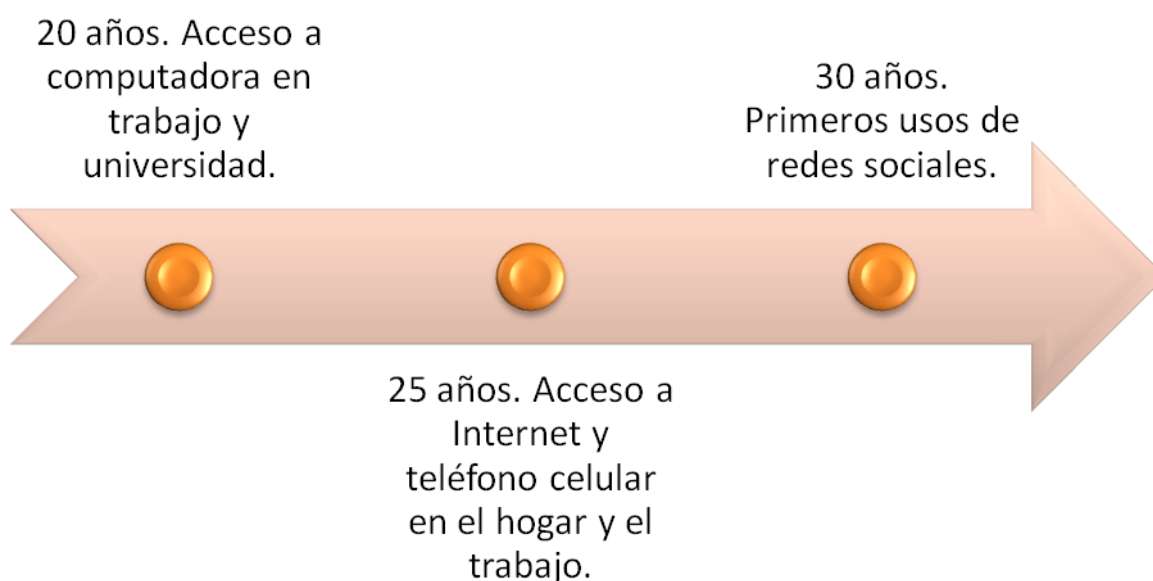 20 años. Acceso a
computadora en
trabajo y
universidad.
25 años. Acceso a
Internet y
teléfono celular
en el hogar y el
trabajo.
30 años.
Primeros usos de
redes sociales.